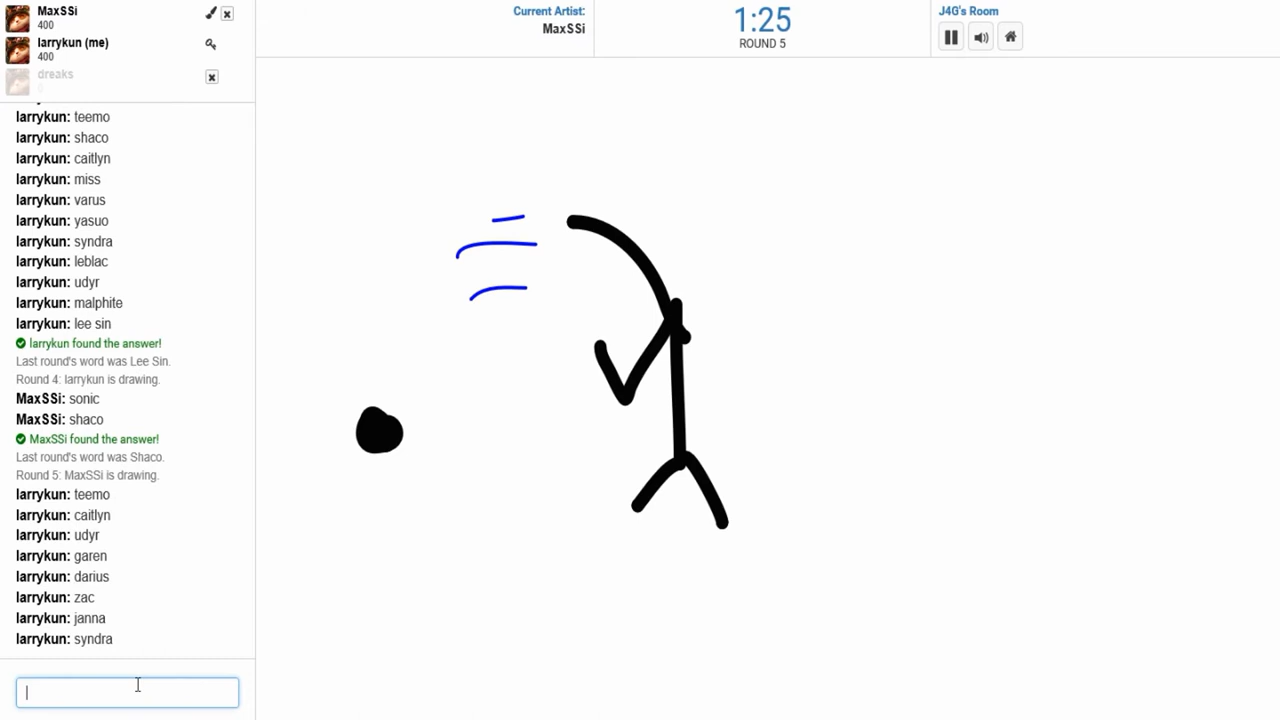 MaxSSi
400
larrykun (me)
400
dreaks
0
Current Artist:
MaxSSi
1:25
ROUND 5
J4G's Room
larrykun: teemo
larrykun: shaco
larrykun: caitlyn
larrykun: miss
larrykun: varus
larrykun: yasuo
larrykun: syndra
larrykun: leblac
larrykun: udyr
larrykun: malphite
larrykun: lee sin
larrykun found the answer!
Last round's word was Lee Sin.
Round 4: larrykun is drawing.
MaxSSi: sonic
MaxSSi: shaco
MaxSSi found the answer!
Last round's word was Shaco.
Round 5: MaxSSi is drawing.
larrykun: teemo
larrykun: caitlyn
larrykun: udyr
larrykun: garen
larrykun: darius
larrykun: zac
larrykun: janna
larrykun: syndra